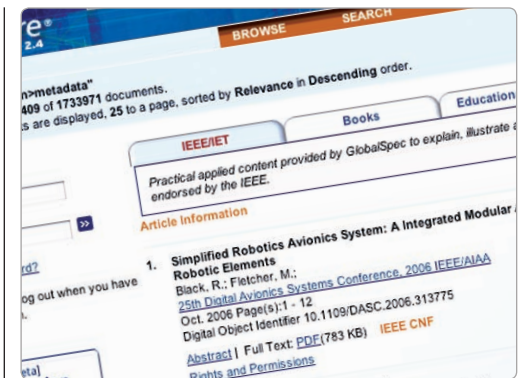 re®
2.4
BROWSE
SEARCH
n>metadata"
409 of 1733971 documents.
s are displayed, 25 to a page, sorted by Relevance in Descending order.
IEEE/IET
Books
Education
Practical applied content provided by GlobalSpec to explain, illustrate a
endorsed by the IEEE.
Article Information
»
rd?
og out when you have
n.
eta]
1. Simplified Robotics Avionics System: A Integrated Modular A
Robotic Elements
Black, R.; Fletcher, M.;
25th Digital Avionics Systems Conference, 2006 IEEE/AIAA
Oct. 2006 Page(s):1 - 12
Digital Object Identifier 10.1109/DASC.2006.313775
Abstract | Full Text: PDF(783 KB) IEEE CNF
Rights and Permissions